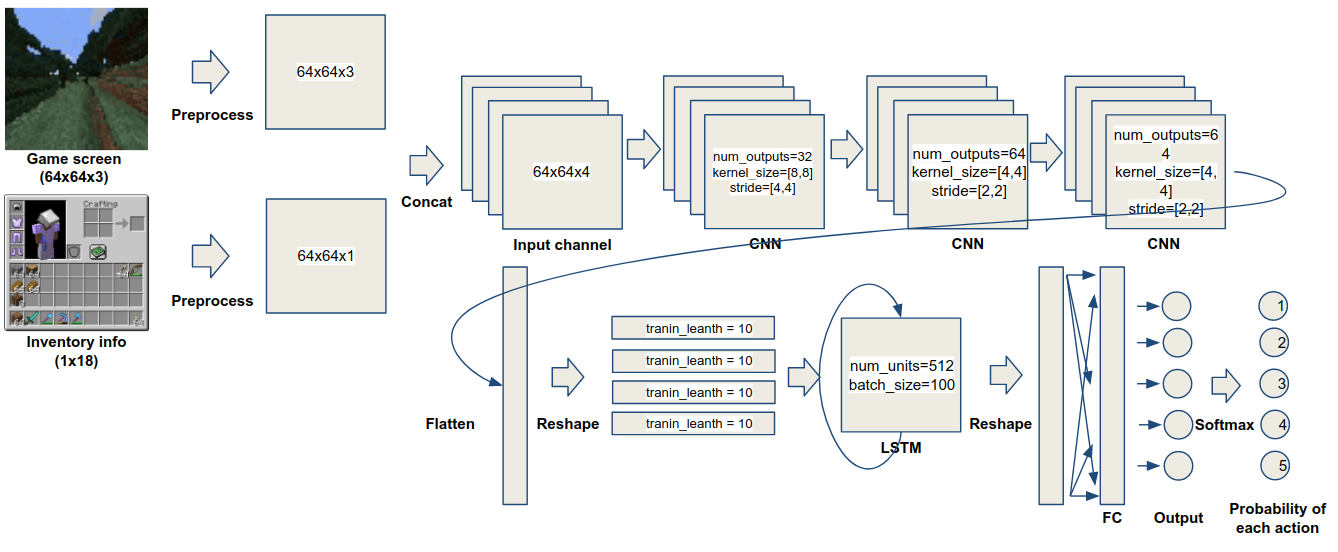 Game screen
(64x64x3)
Preprocess
64x64x3
Crafting
Inventory info
(1x18)
Preprocess
64x64x1
Concat
64x64x4
Input channel
num_outputs=32
kernel_size=[8,8]
stride=[4,4]
CNN
num_outputs=64
kernel_size=[4,4]
stride=[2,2]
CNN
num_outputs=6
4
kernel_size=[4,
4]
stride=[2,2]
CNN
Flatten
Reshape
tranin_leanth = 10
tranin_leanth = 10
tranin_leanth = 10
tranin_leanth = 10
num_units=512
batch_size=100
LSTM
Reshape
FC
Output
Softmax
1
2
3
4
5
Probability of
each action